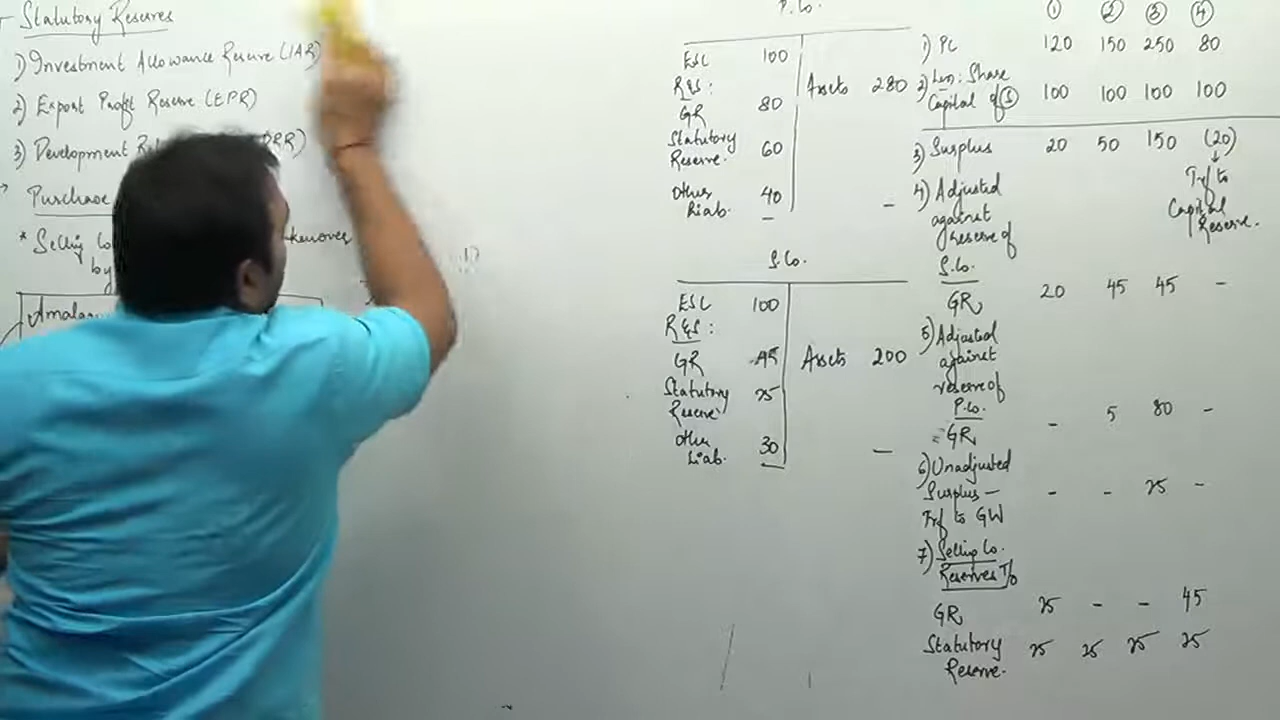 Statutory Reserves
1) Investment Allowance Reserve (IAR)
2) Export Profit Reserve (EPR)
3) Development
RR)
Purchase
* Selling Co
by
Amalga
P. Co.
ESC 100
R&S:
GR 80
Statutory
Reserve. 60
Other
Liab. 40
Assets 280
S. Co.
ESC 100
R&S:
GR 45
Statutory
Reserve 25
Other
Liab. 30
Assets 200
① ② ③ ④
1) PC 120 150 250 80
2) Less: Share
Capital of Ⓢ 100 100 100 100
3) Surplus 20 50 150 (20)
Trf to
Capital
Reserve.
4) Adjusted
against
reserve of
S. Co.
GR 20 45 45 -
5) Adjusted
against
reserve of
P. Co.
GR - 5 80 -
6) Unadjusted
Surplus – - - 25 -
Trf to GW
7) Selling Co.
Reserves T/o
GR 25 - - 45
Statutory 25 25 25 25
Reserve.